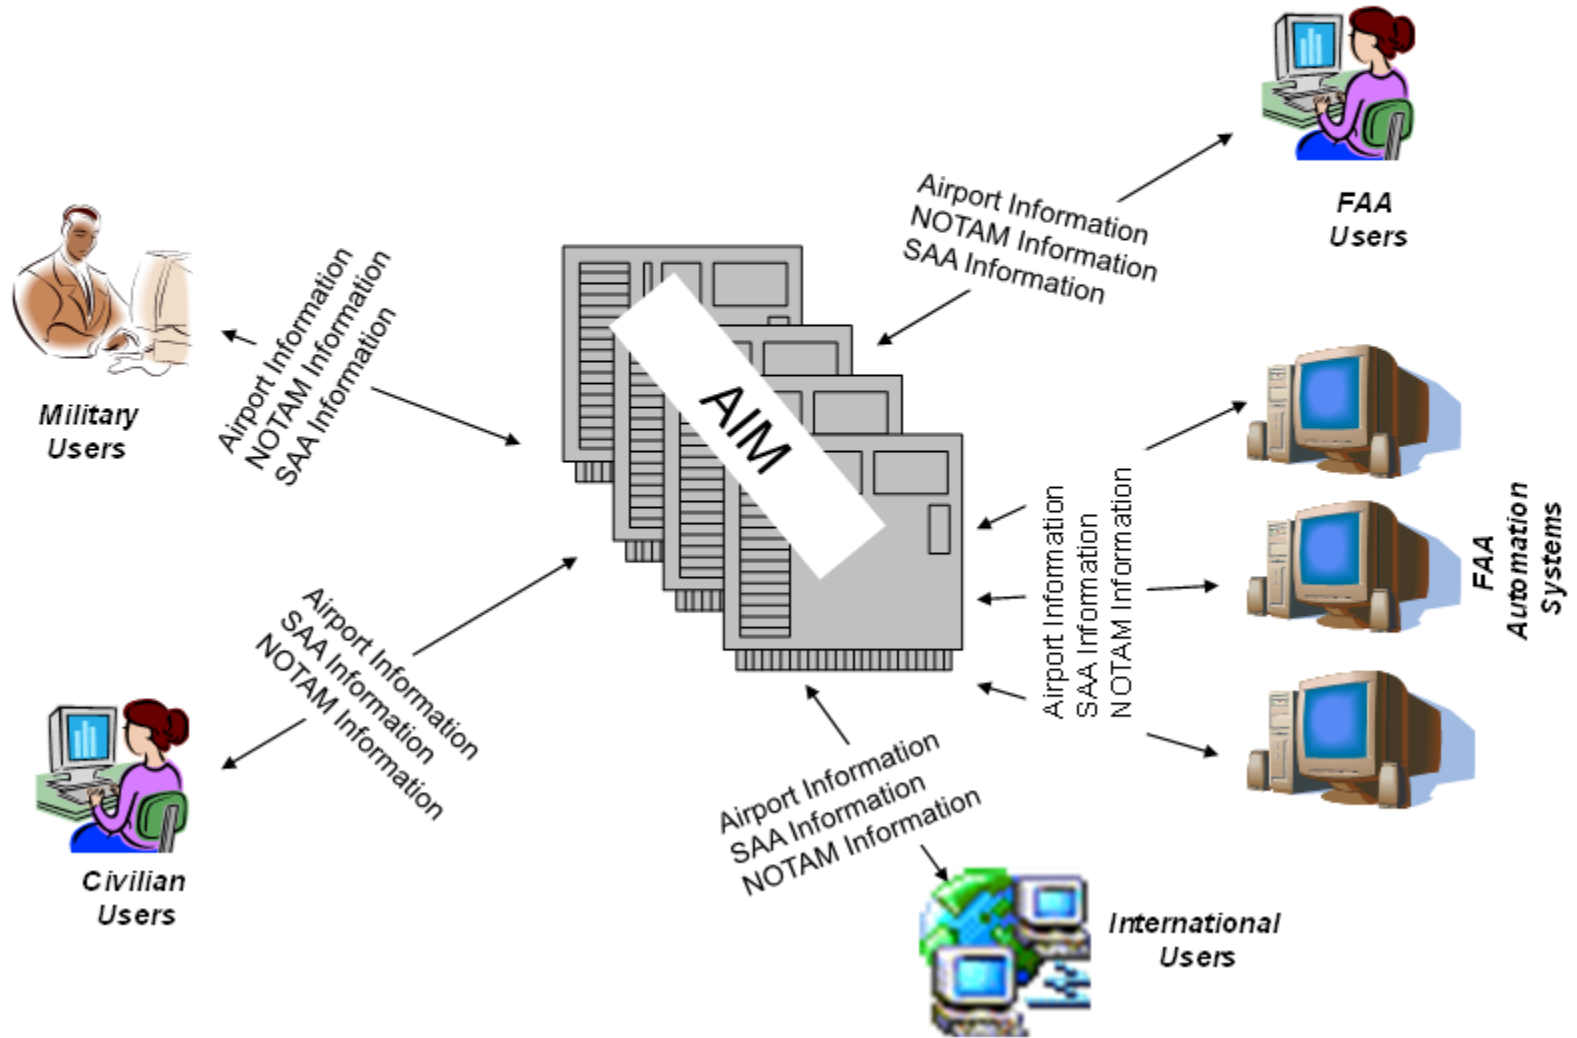 FAA
Users
Airport Information
NOTAM Information
SAA Information
Military
Users
Airport Information
NOTAM Information
SAA Information
AIM
Airport Information
SAA Information
NOTAM Information
FAA
Automation
Systems
Airport Information
SAA Information
NOTAM Information
Civilian
Users
Airport Information
SAA Information
NOTAM Information
International
Users